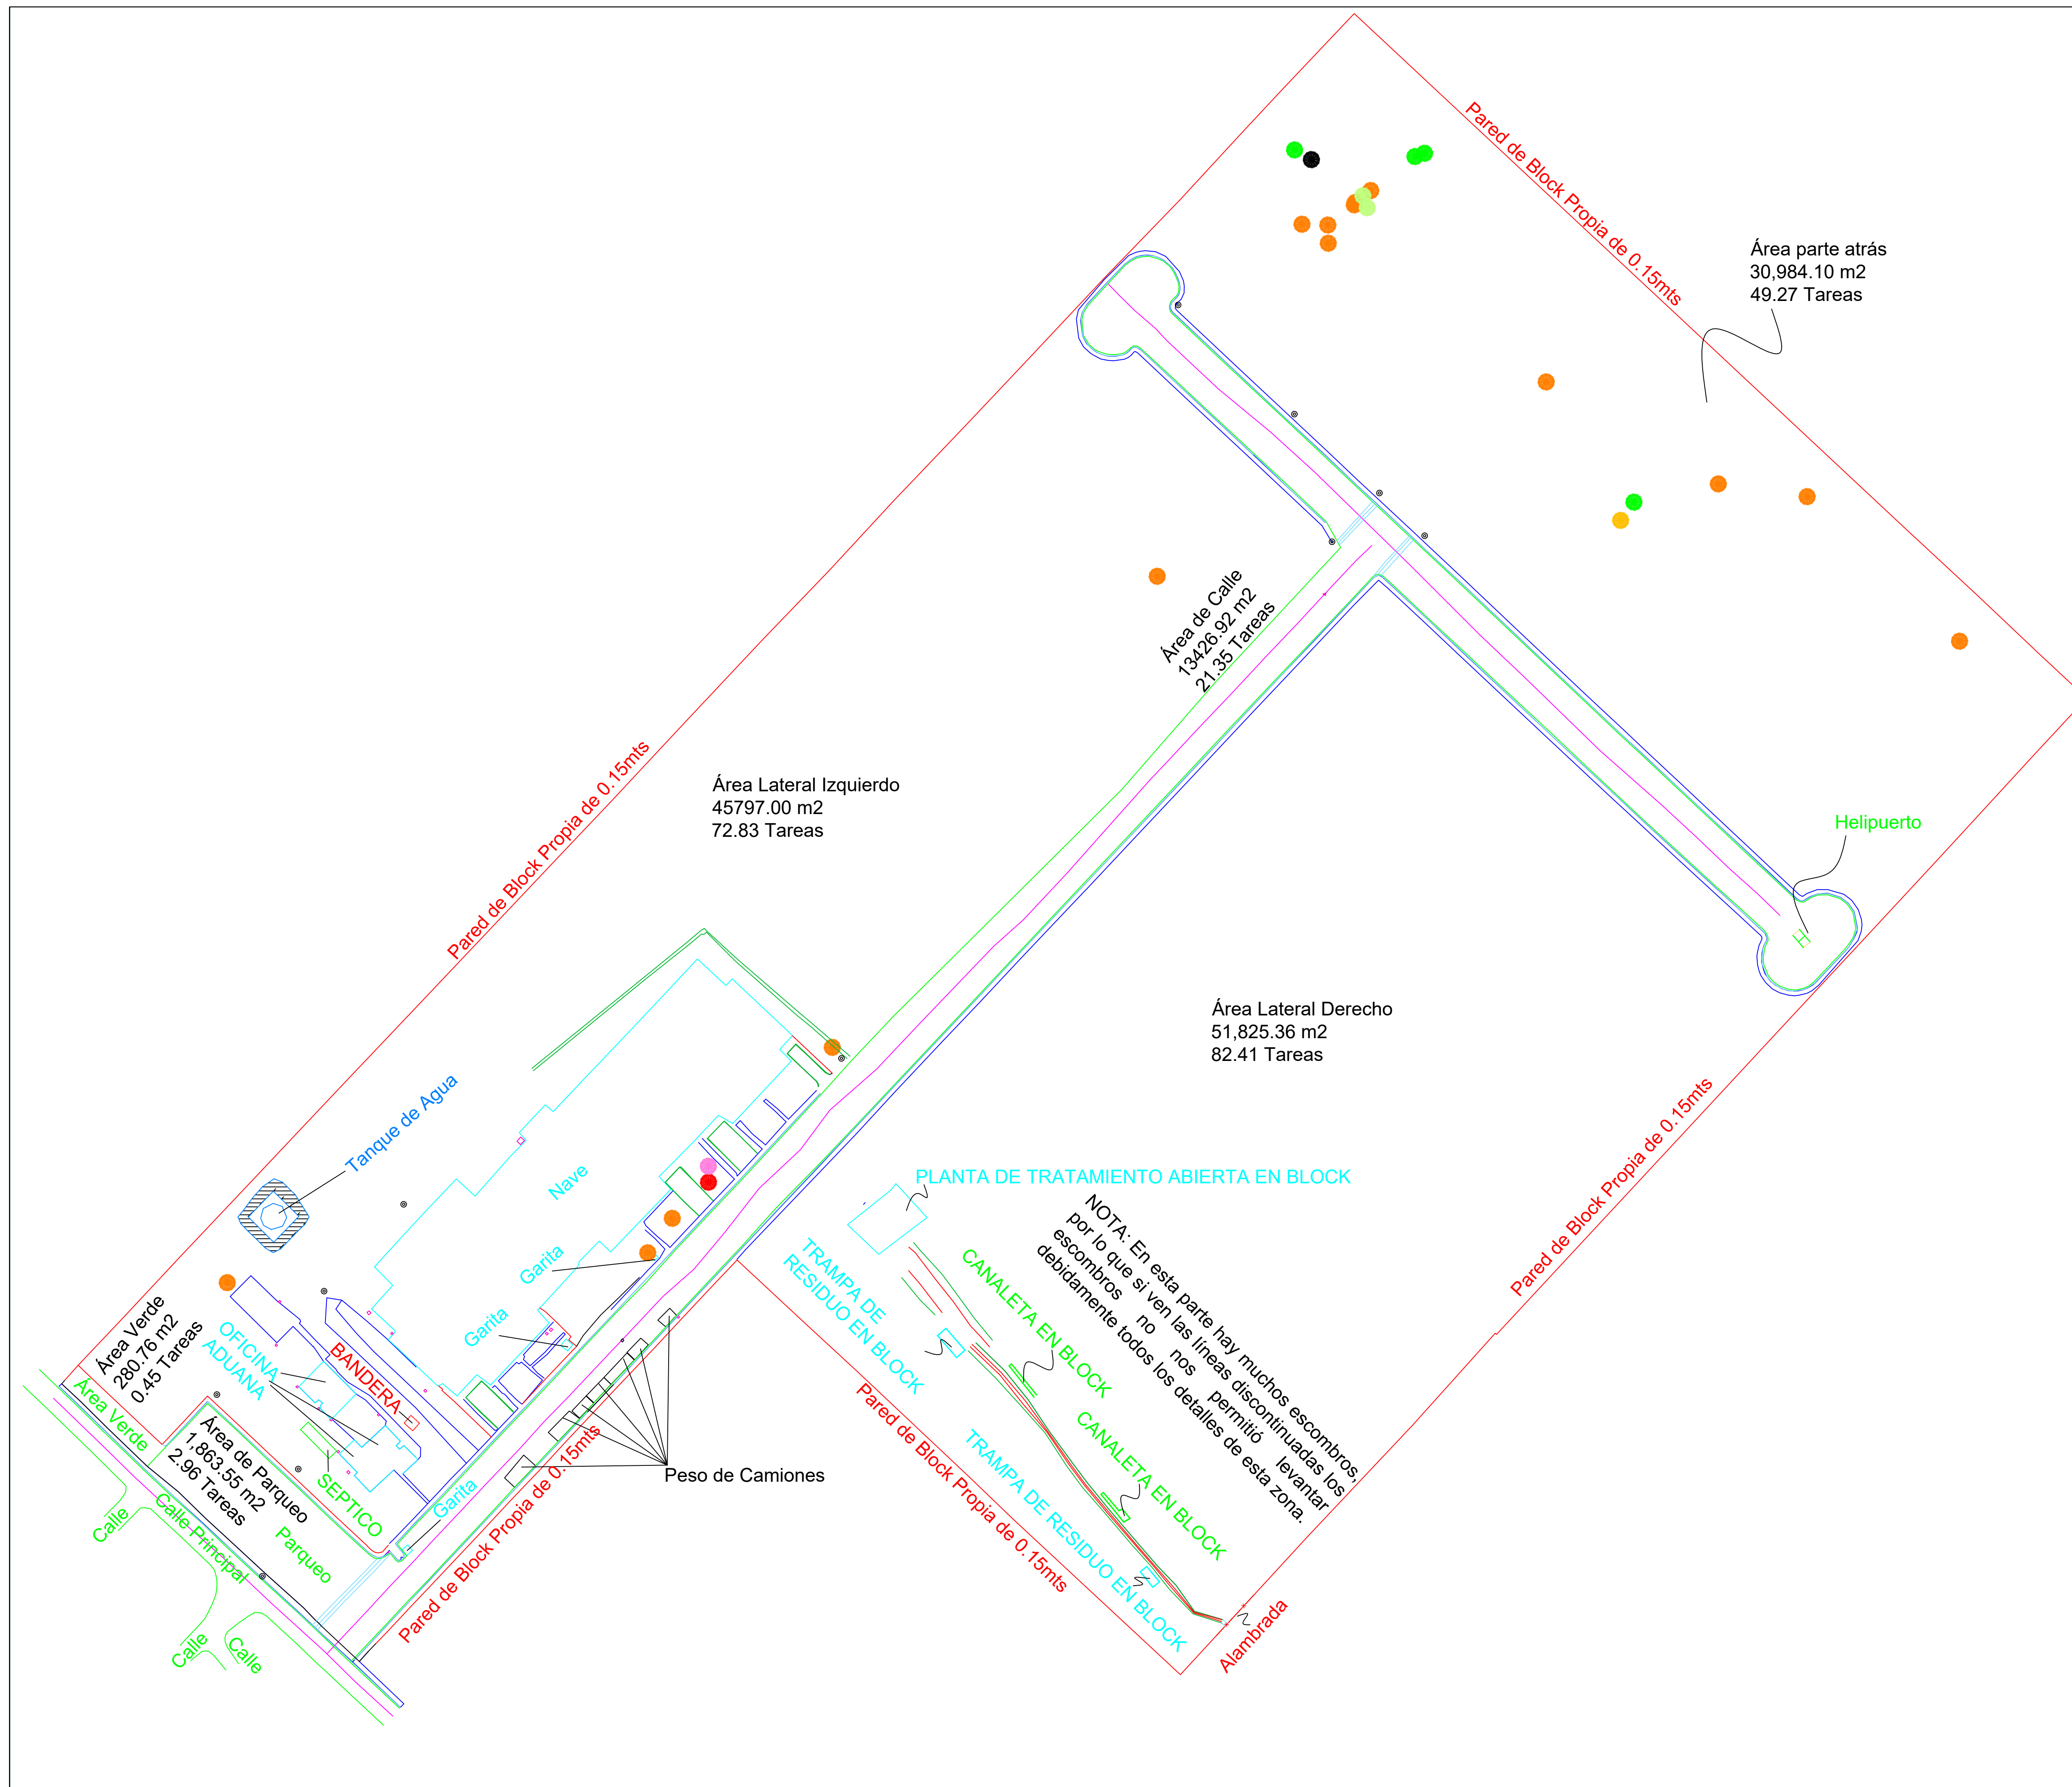 Pared de Block Propia de 0.15mts
Área parte atrás
30,984.10 m2
49.27 Tareas
Área de Calle
13426.92 m2
21.35 Tareas
Pared de Block Propia de 0.15mts
Área Lateral Izquierdo
45797.00 m2
72.83 Tareas
Helipuerto
H
Área Lateral Derecho
51,825.36 m2
82.41 Tareas
Pared de Block Propia de 0.15mts
Tanque de Agua
Nave
Garita
Garita
PLANTA DE TRATAMIENTO ABIERTA EN BLOCK
NOTA: En esta parte hay muchos escombros,
por lo que si ven las líneas discontinuadas los
escombros no nos permitió levantar
debidamente todos los detalles de esta zona.
TRAMPA DE
RESIDUO EN BLOCK
CANALETA EN BLOCK
CANALETA EN BLOCK
TRAMPA DE RESIDUO EN BLOCK
Pared de Block Propia de 0.15mts
Alambrada
Área Verde
280.76 m2
0.45 Tareas
OFICINA
ADUANA
BANDERA
Área Verde
Área de Parqueo
1,863.55 m2
2.96 Tareas
SEPTICO
Garita
Peso de Camiones
Pared de Block Propia de 0.15mts
Parqueo
Calle Principal
Calle
Calle
Calle